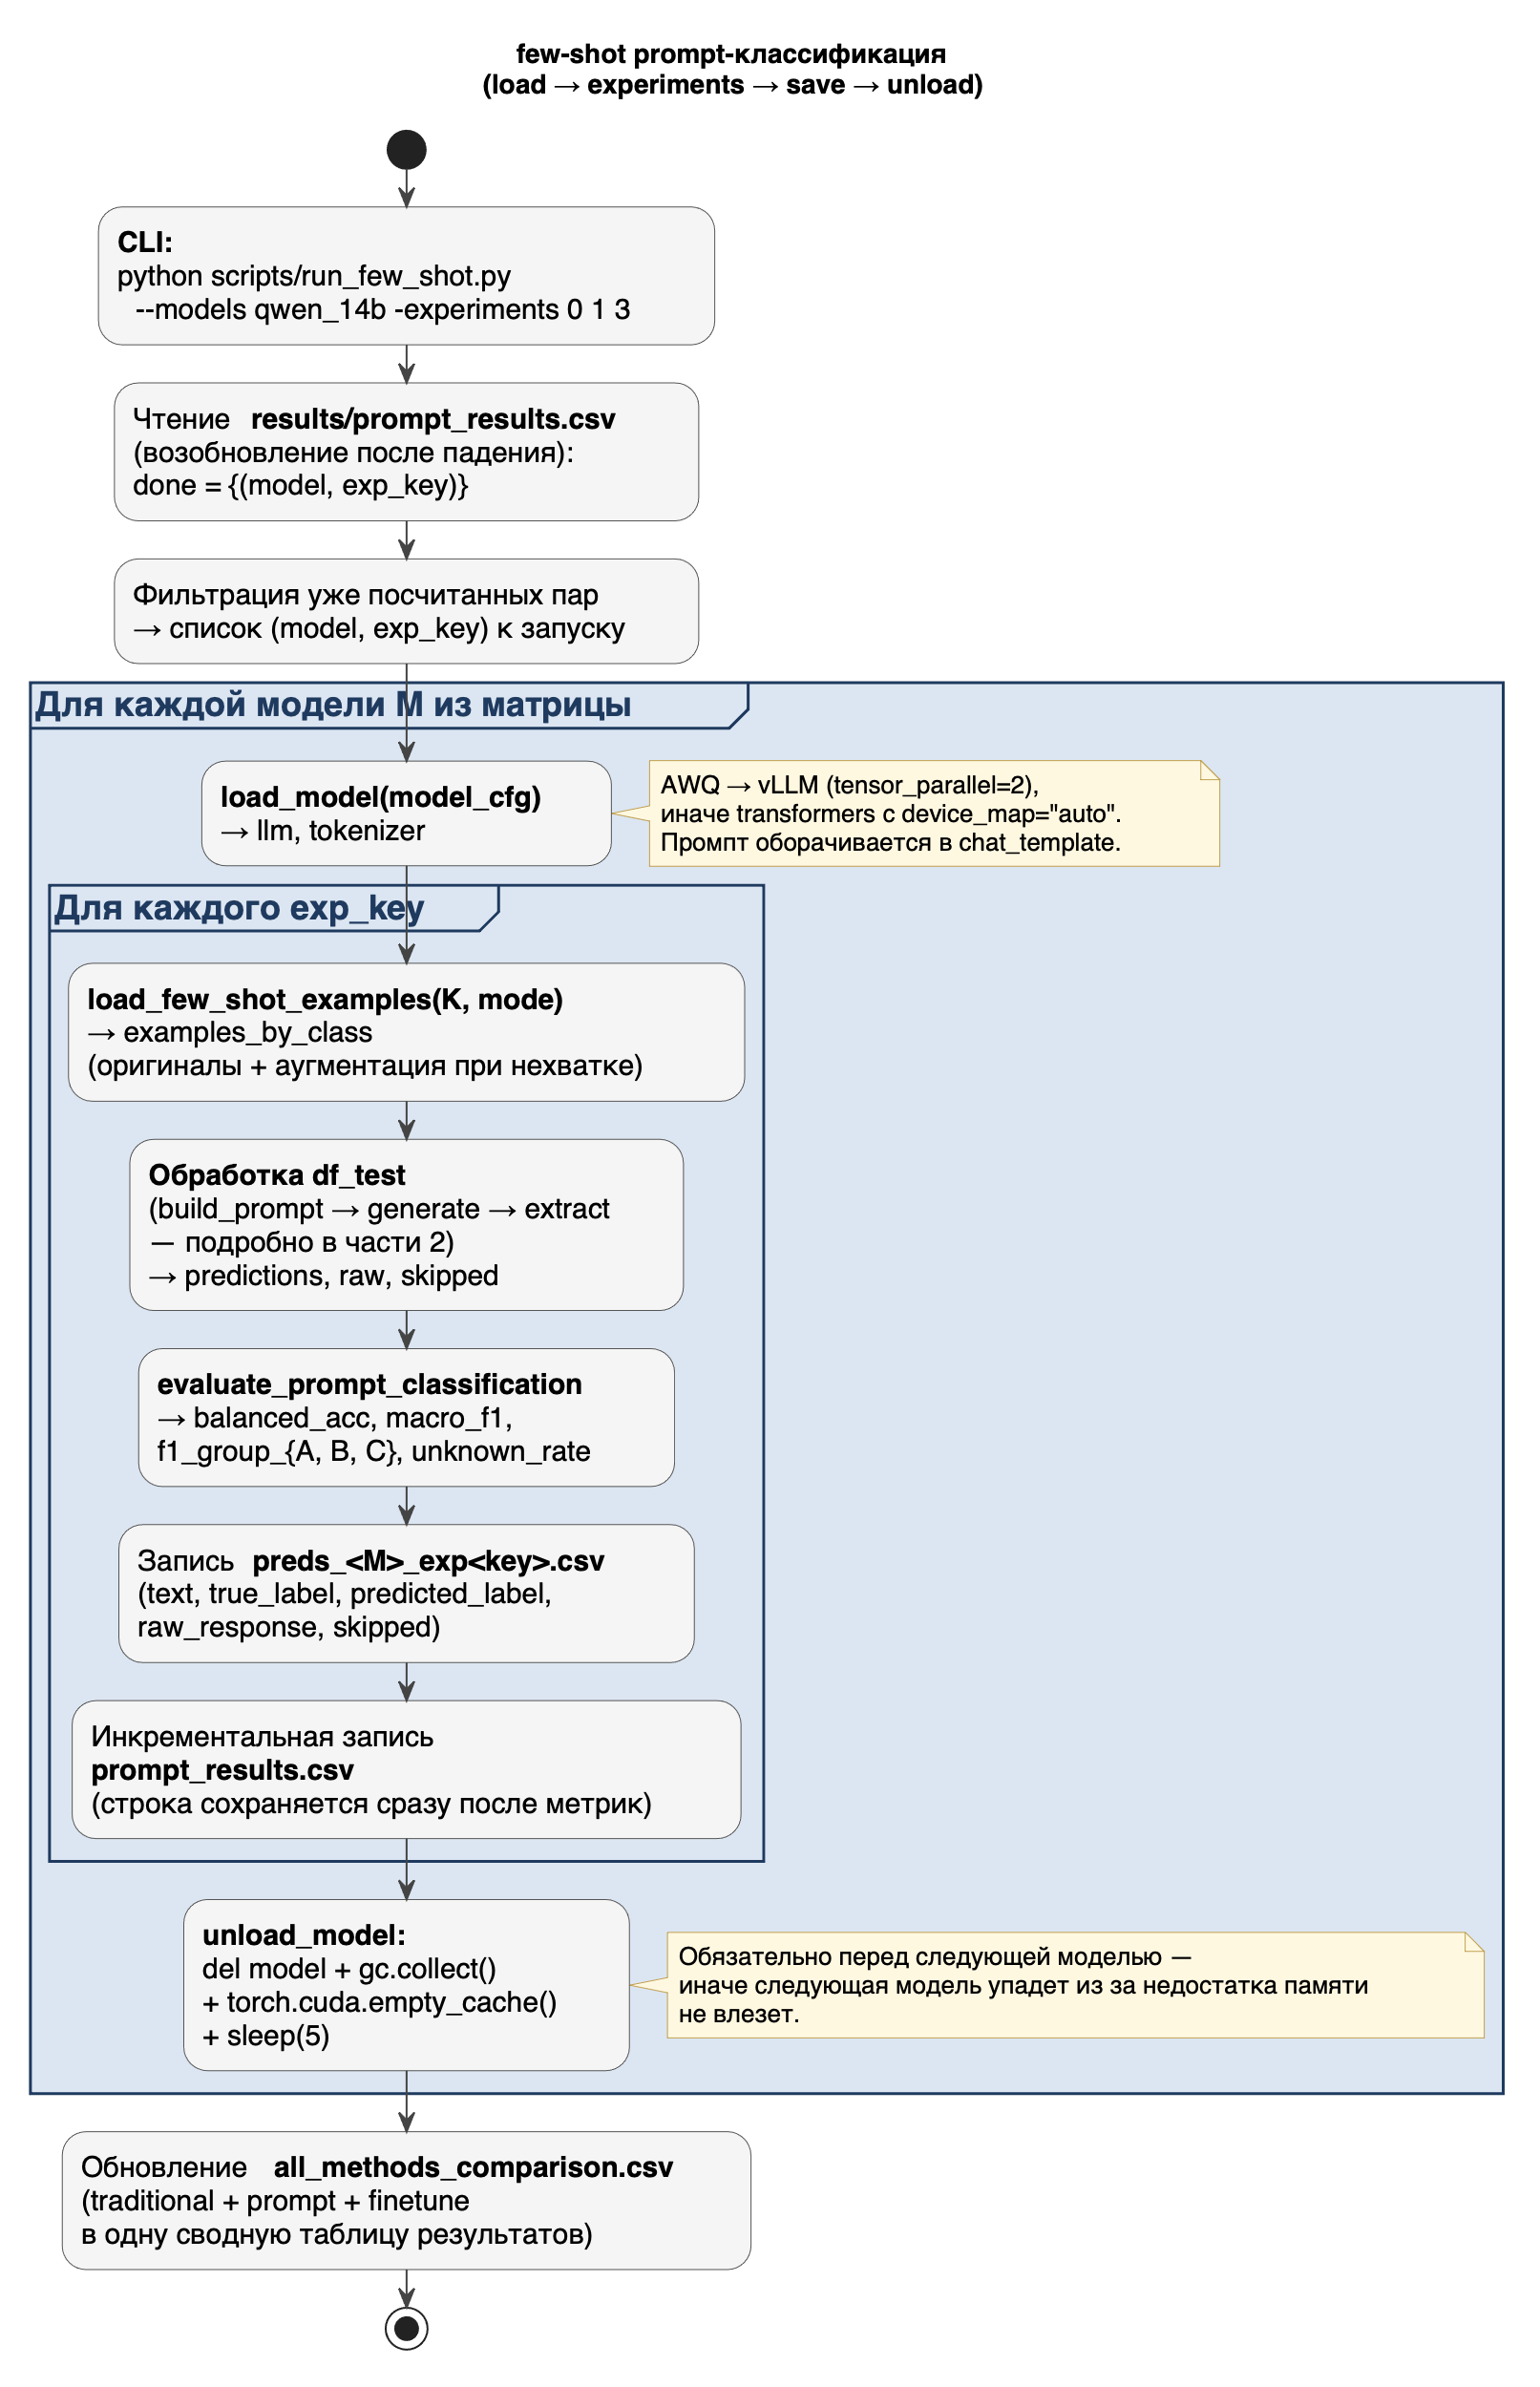 few-shot prompt-классификация
(load → experiments → save → unload)
CLI:
python scripts/run_few_shot.py
--models qwen_14b -experiments 0 1 3
Чтение results/prompt_results.csv
(возобновление после падения):
done = {(model, exp_key)}
Фильтрация уже посчитанных пар
→ список (model, exp_key) к запуску
Для каждой модели M из матрицы
load_model(model_cfg)
→ llm, tokenizer
AWQ → vLLM (tensor_parallel=2),
иначе transformers с device_map="auto".
Промпт оборачивается в chat_template.
Для каждого exp_key
load_few_shot_examples(K, mode)
→ examples_by_class
(оригиналы + аугментация при нехватке)
Обработка df_test
(build_prompt → generate → extract
— подробно в части 2)
→ predictions, raw, skipped
evaluate_prompt_classification
→ balanced_acc, macro_f1,
f1_group_{A, B, C}, unknown_rate
Запись preds_<M>_exp<key>.csv
(text, true_label, predicted_label,
raw_response, skipped)
Инкрементальная запись
prompt_results.csv
(строка сохраняется сразу после метрик)
unload_model:
del model + gc.collect()
+ torch.cuda.empty_cache()
+ sleep(5)
Обязательно перед следующей моделью —
иначе следующая модель упадет из за недостатка памяти
не влезет.
Обновление all_methods_comparison.csv
(traditional + prompt + finetune
в одну сводную таблицу результатов)